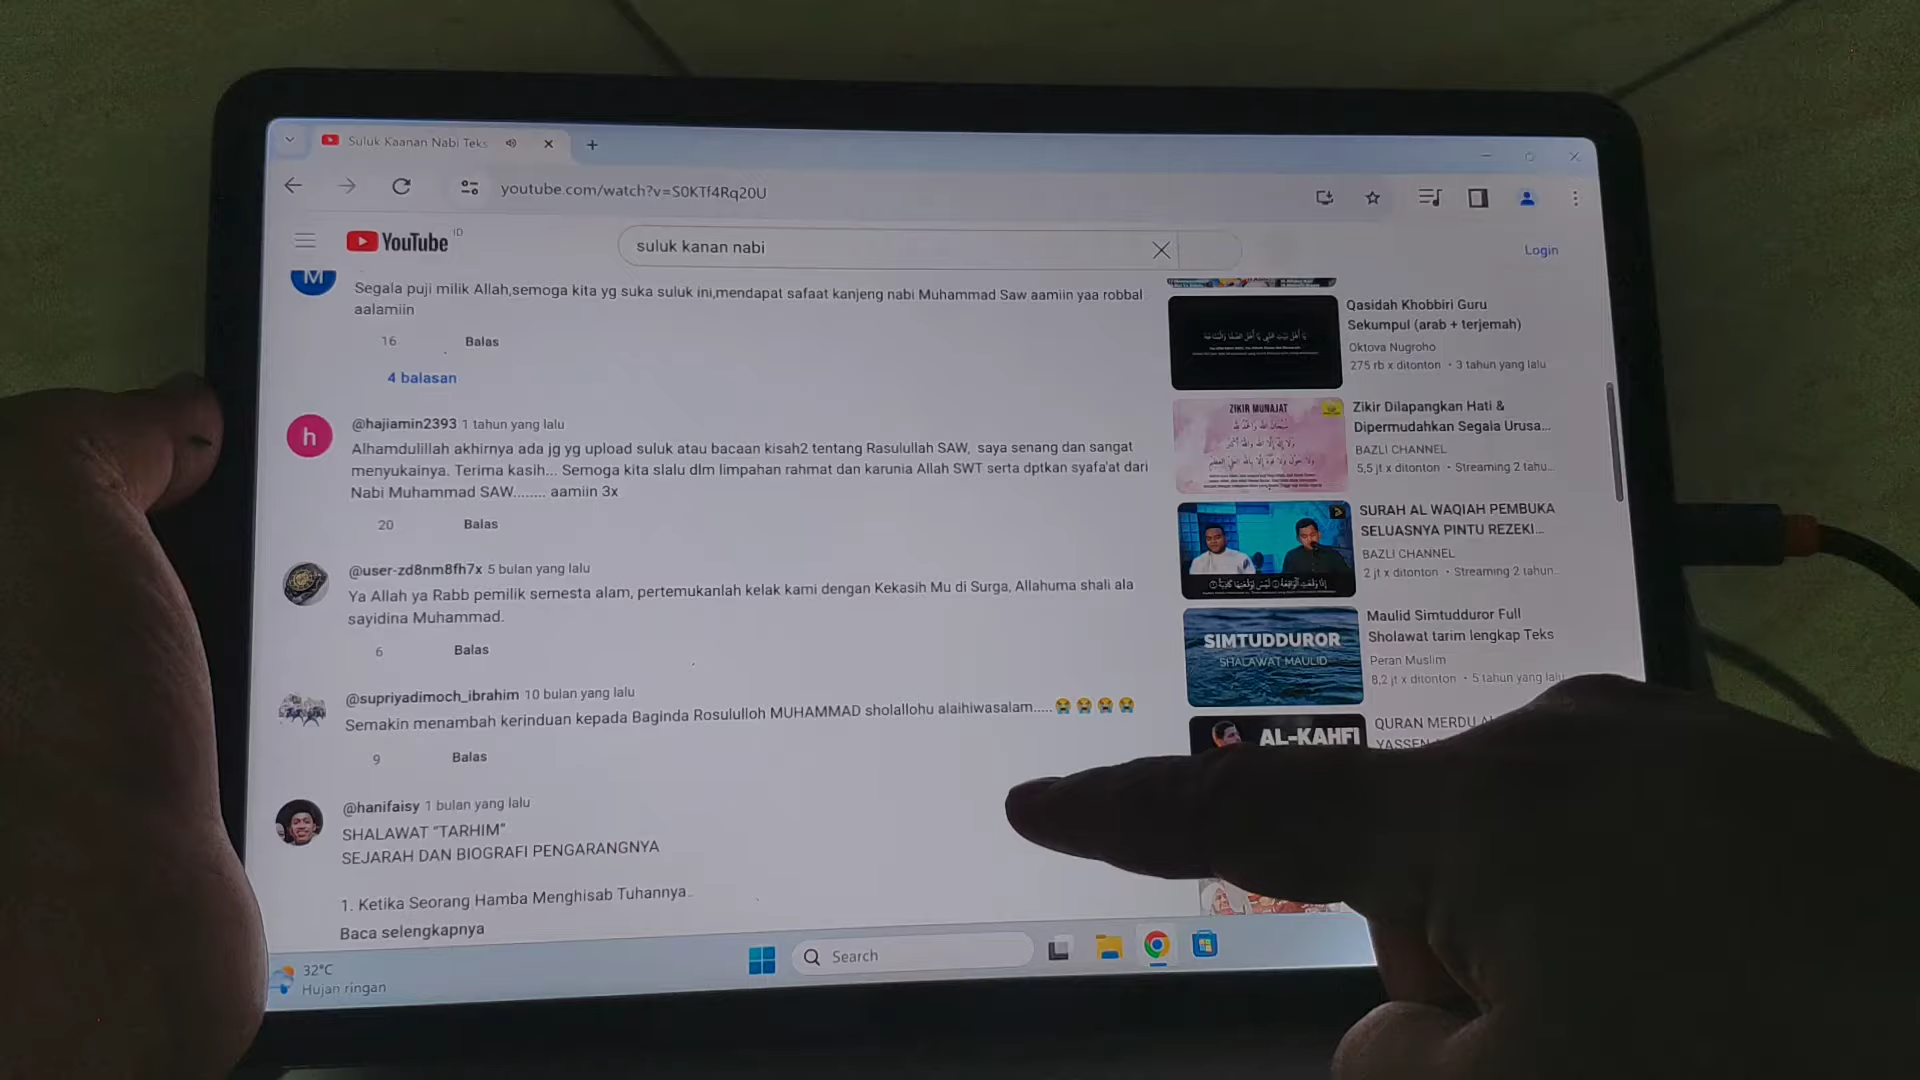 Suluk Kaanan Nabi Teks
youtube.com/watch?v=S0KTf4Rq20U
YouTube ID
suluk kanan nabi
Login
M
Segala puji milik Allah,semoga kita yg suka suluk ini,mendapat safaat kanjeng nabi Muhammad Saw aamiin yaa robbal
aalamiin
16 Balas
4 balasan
h
@hajiamin2393 1 tahun yang lalu
Alhamdulillah akhirnya ada jg yg upload suluk atau bacaan kisah2 tentang Rasulullah SAW, saya senang dan sangat
menyukainya. Terima kasih... Semoga kita slalu dlm limpahan rahmat dan karunia Allah SWT serta dptkan syafa'at dari
Nabi Muhammad SAW........ aamiin 3x
20 Balas
@user-zd8nm8fh7x 5 bulan yang lalu
Ya Allah ya Rabb pemilik semesta alam, pertemukanlah kelak kami dengan Kekasih Mu di Surga, Allahuma shali ala
sayidina Muhammad.
6 Balas
@supriyadimoch_ibrahim 10 bulan yang lalu
Semakin menambah kerinduan kepada Baginda Rosululloh MUHAMMAD sholallohu alaihiwasalam.....😭😭😭😭
9 Balas
@hanifaisy 1 bulan yang lalu
SHALAWAT “TARHIM”
SEJARAH DAN BIOGRAFI PENGARANGNYA
1. Ketika Seorang Hamba Menghisab Tuhannya..
Baca selengkapnya
Qasidah Khobbiri Guru
Sekumpul (arab + terjemah)
Oktova Nugroho
275 rb x ditonton • 3 tahun yang lalu
ZIKIR MUNAJAT
Zikir Dilapangkan Hati &
Dipermudahkan Segala Urusa...
BAZLI CHANNEL
5,5 jt x ditonton • Streaming 2 tahu...
SURAH AL WAQIAH PEMBUKA
SELUASNYA PINTU REZEKI...
BAZLI CHANNEL
2 jt x ditonton • Streaming 2 tahun...
SIMTUDDUROR
SHALAWAT MAULID
Maulid Simtudduror Full
Sholawat tarim lengkap Teks
Peran Muslim
8,2 jt x ditonton • 5 tahun yang lalu
AL-KAHFI
QURAN MERDU
YASSEN
32°C
Hujan ringan
Search